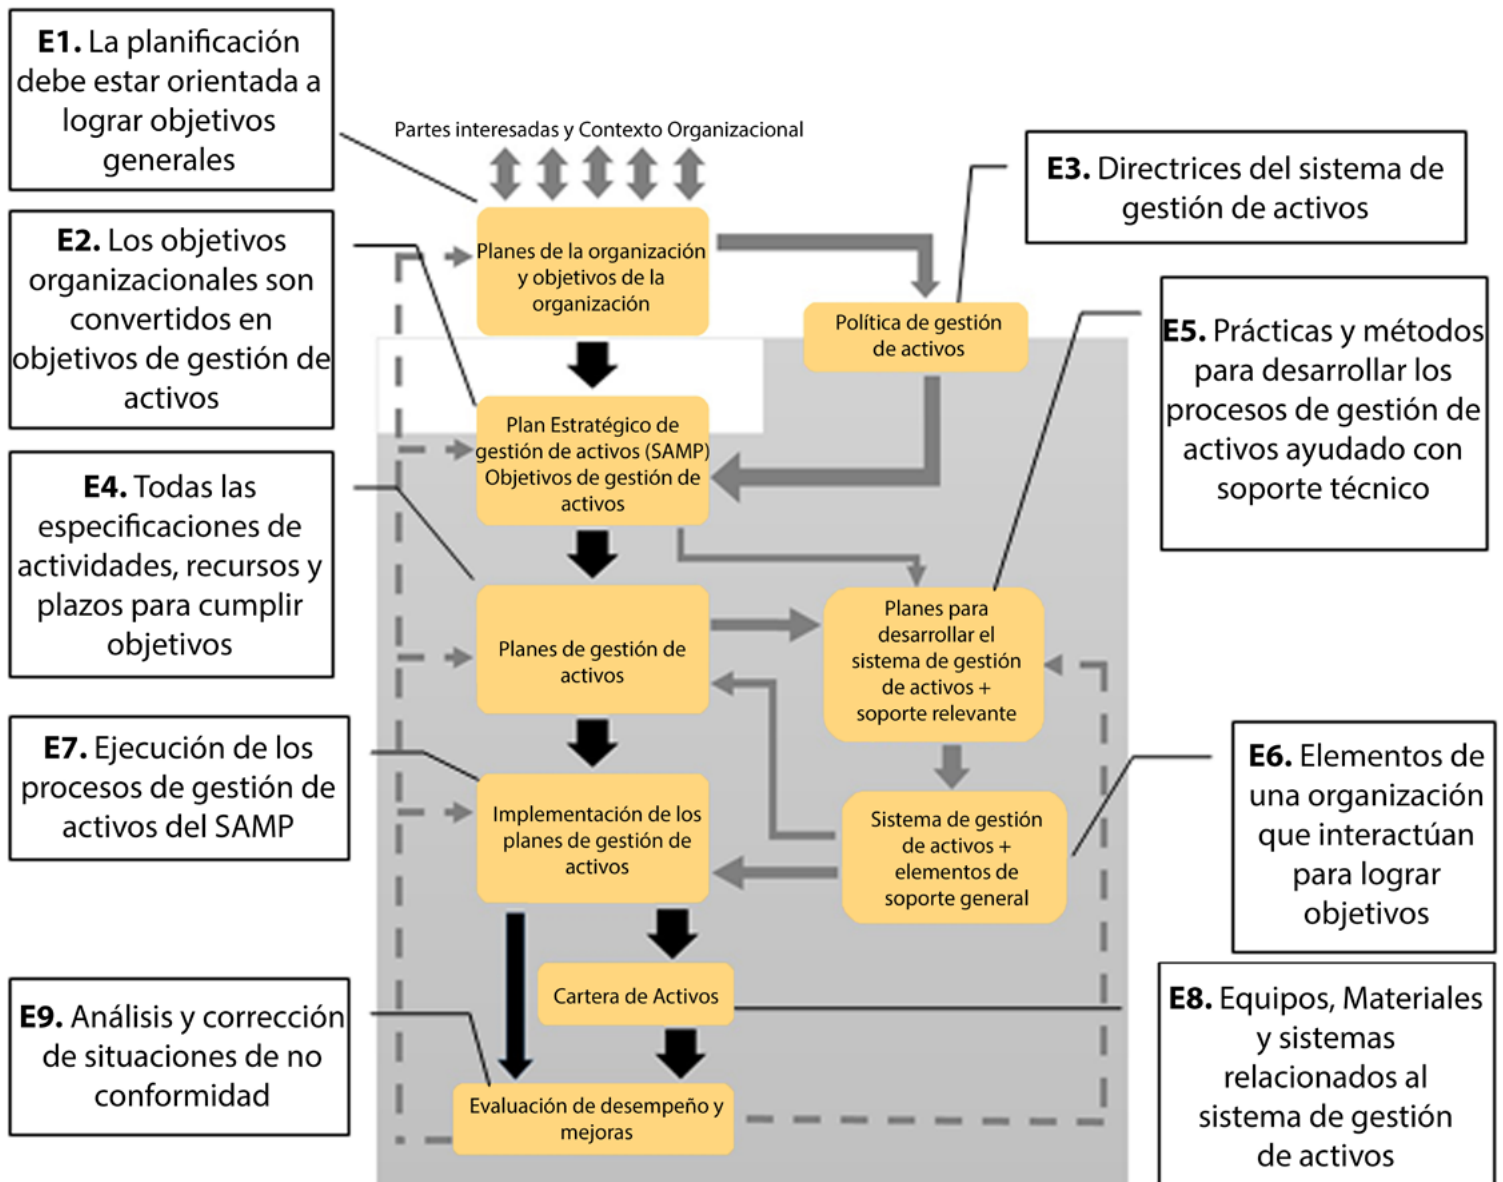 E1. La planificación
debe estar orientada a
lograr objetivos
generales
Partes interesadas y Contexto Organizacional
E3. Directrices del sistema de
gestión de activos
E2. Los objetivos
organizacionales son
convertidos en
objetivos de gestión de
activos
Planes de la organización
y objetivos de la
organización
Política de gestión
de activos
E5. Prácticas y métodos
para desarrollar los
procesos de gestión de
activos ayudado con
soporte técnico
Plan Estratégico de
gestión de activos (SAMP)
Objetivos de gestión de
activos
E4. Todas las
especificaciones de
actividades, recursos y
plazos para cumplir
objetivos
Planes de gestión de
activos
Planes para
desarrollar el
sistema de gestión
de activos +
soporte relevante
E7. Ejecución de los
procesos de gestión de
activos del SAMP
Implementación de los
planes de gestión de
activos
Sistema de gestión
de activos +
elementos de
soporte general
E6. Elementos de
una organización
que interactúan
para lograr
objetivos
Cartera de Activos
E8. Equipos, Materiales
y sistemas
relacionados al
sistema de gestión
de activos
E9. Análisis y corrección
de situaciones de no
conformidad
Evaluación de desempeño y
mejoras